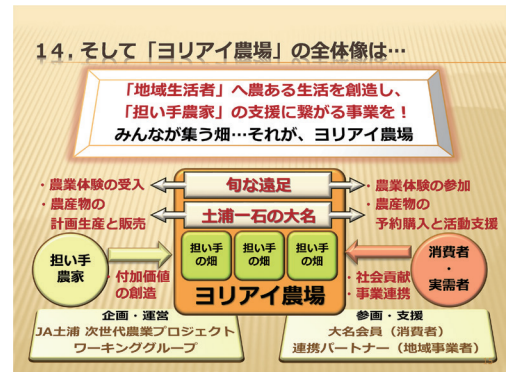 14.そして「ヨリアイ農場」の全体像は…
「地域生活者」へ農ある生活を創造し、
「担い手農家」の支援に繋がる事業を！
みんなが集う畑…それが、ヨリアイ農場
・農業体験の受入
・農産物の
計画生産と販売
旬な遠足
土浦一石の大名
・農業体験の参加
・農産物の
予約購入と活動支援
担い手
農家
・付加価値
の創造
担い手
の畑
担い手
の畑
担い手
の畑
ヨリアイ農場
・社会貢献
・事業連携
消費者
・
実需者
企画・運営
JA土浦 次世代農業プロジェクト
ワーキンググループ
参画・支援
大名会員（消費者）
連携パートナー（地域事業者）